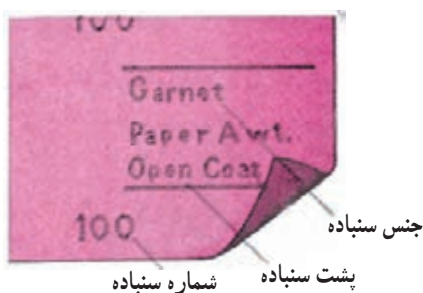 100
Garnet
Paper A wt.
Open Coat
100
جنس سنباده
پشت سنباده
شماره سنباده